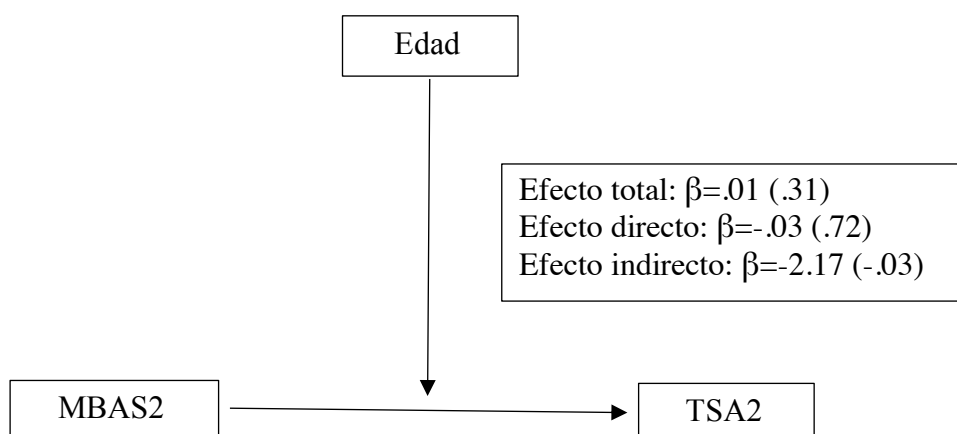 Edad
Efecto total: β=.01 (.31)
Efecto directo: β=-.03 (.72)
Efecto indirecto: β=-2.17 (-.03)
MBAS2
TSA2